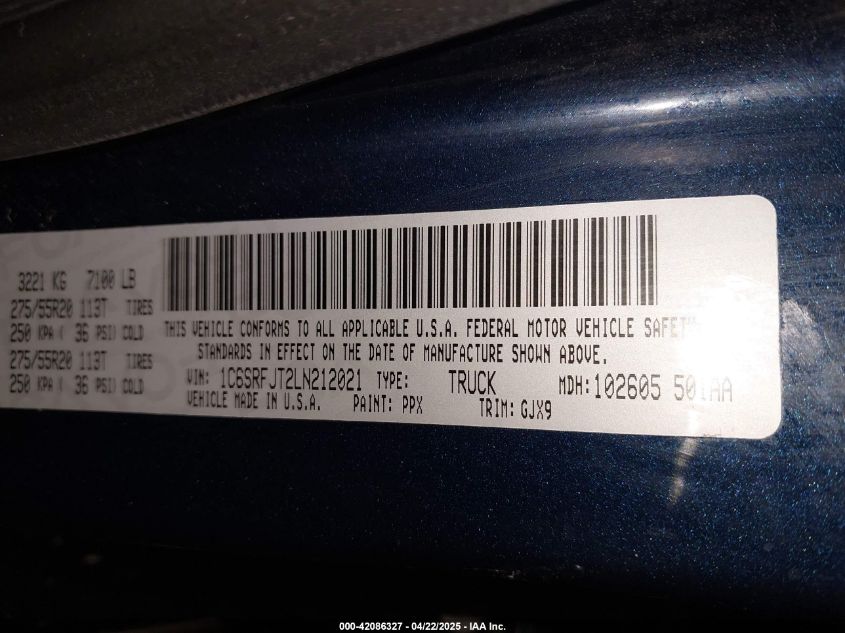 3221 KG 7100 LB
275/55R20 113T TIRES
250 KPA ( 36 PSI) COLD
275/55R20 113T TIRES
250 KPA ( 36 PSI) COLD
THIS VEHICLE CONFORMS TO ALL APPLICABLE U.S.A. FEDERAL MOTOR VEHICLE SAFETY
STANDARDS IN EFFECT ON THE DATE OF MANUFACTURE SHOWN ABOVE.
VIN: 1C6SRFJT2LN212021 TYPE: TRUCK MDH: 102605 501AA
VEHICLE MADE IN U.S.A. PAINT: PPX TRIM: GJX9
000-42086327 - 04/22/2025 - IAA Inc.